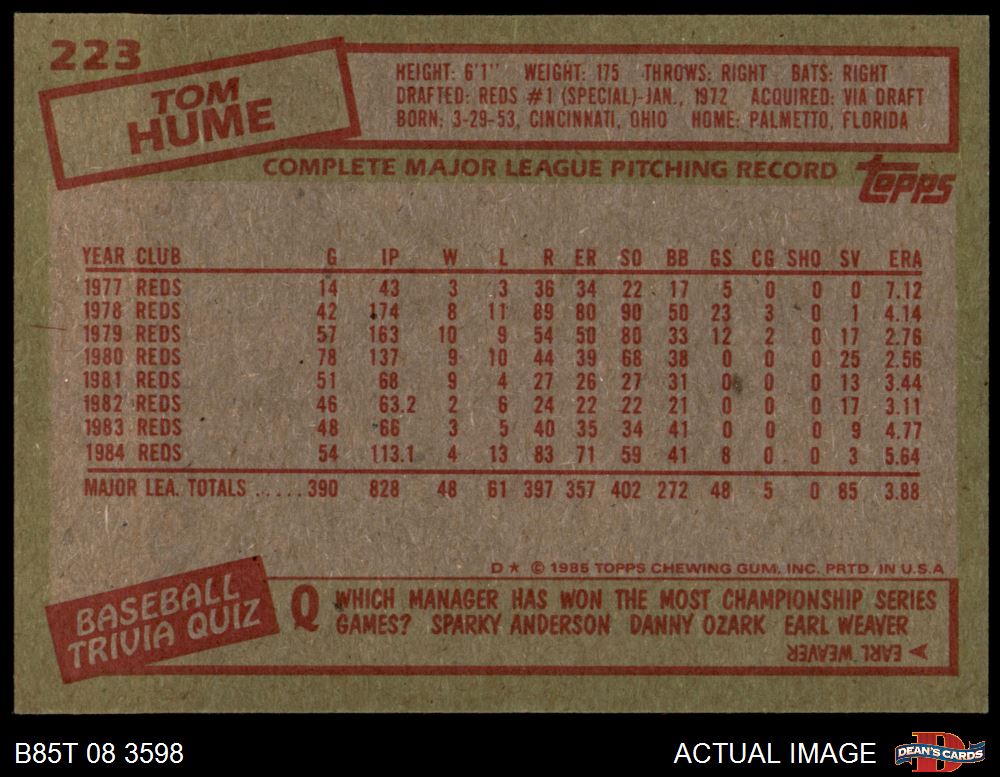 223
TOM
HUME
HEIGHT: 6'1" WEIGHT: 175 THROWS: RIGHT BATS: RIGHT
DRAFTED: REDS #1 (SPECIAL)-JAN., 1972 ACQUIRED: VIA DRAFT
BORN: 3-29-53, CINCINNATI, OHIO HOME: PALMETTO, FLORIDA
COMPLETE MAJOR LEAGUE PITCHING RECORD
Topps
YEAR CLUB G IP W L R ER SO BB GS CG SHO SV ERA
1977 REDS 14 43 3 3 36 34 22 17 5 0 0 0 7.12
1978 REDS 42 174 8 11 89 80 90 50 23 3 0 1 4.14
1979 REDS 57 163 10 9 54 50 80 33 12 2 0 17 2.76
1980 REDS 78 137 9 10 44 39 68 38 0 0 0 25 2.56
1981 REDS 51 68 9 4 27 26 27 31 0 0 0 13 3.44
1982 REDS 46 63.2 2 6 24 22 22 21 0 0 0 17 3.11
1983 REDS 48 66 3 5 40 35 34 41 0 0 0 9 4.77
1984 REDS 54 113.1 4 13 83 71 59 41 8 0 0 3 5.64
MAJOR LEA. TOTALS .....390 828 48 61 397 357 402 272 48 5 0 85 3.88
D★ © 1985 TOPPS CHEWING GUM, INC. PRTD. IN U.S.A
BASEBALL
TRIVIA QUIZ
Q WHICH MANAGER HAS WON THE MOST CHAMPIONSHIP SERIES
GAMES? SPARKY ANDERSON DANNY OZARK EARL WEAVER
EARL WEAVER
B85T 08 3598
ACTUAL IMAGE
D
DEAN'S CARDS